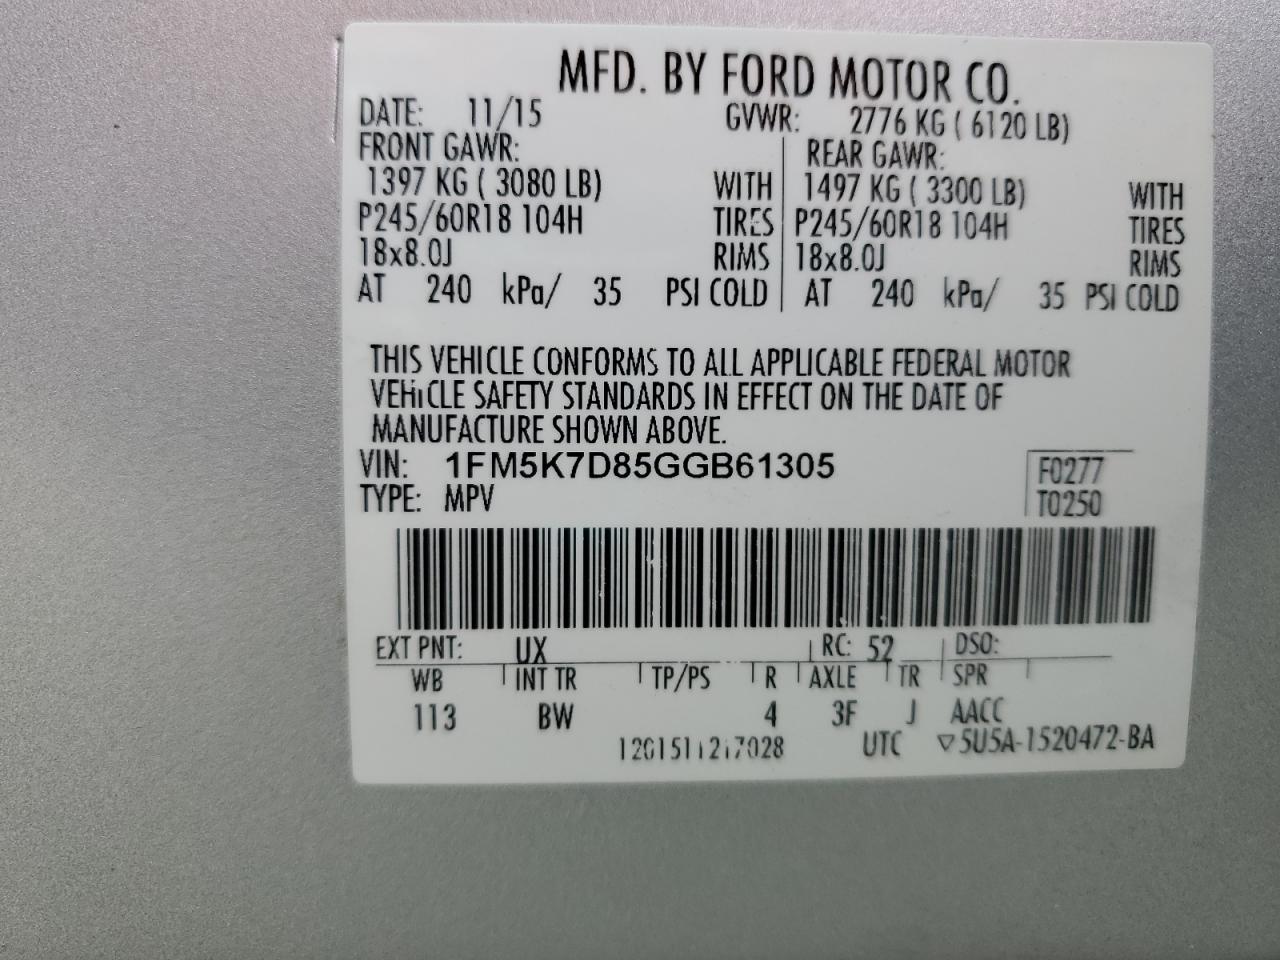 MFD. BY FORD MOTOR CO.
DATE: 11/15 GVWR: 2776 KG ( 6120 LB)
FRONT GAWR: REAR GAWR:
1397 KG ( 3080 LB) WITH 1497 KG ( 3300 LB) WITH
P245/60R18 104H TIRES P245/60R18 104H TIRES
18x8.0J RIMS 18x8.0J RIMS
AT 240 kPa/ 35 PSI COLD AT 240 kPa/ 35 PSI COLD
THIS VEHICLE CONFORMS TO ALL APPLICABLE FEDERAL MOTOR
VEHICLE SAFETY STANDARDS IN EFFECT ON THE DATE OF
MANUFACTURE SHOWN ABOVE.
VIN: 1FM5K7D85GGB61305 F0277
TYPE: MPV T0250
EXT PNT: UX RC: 52 DSO:
WB INT TR TP/PS R AXLE TR SPR
113 BW 4 3F J AACC
UTC ▽5U5A-1520472-BA